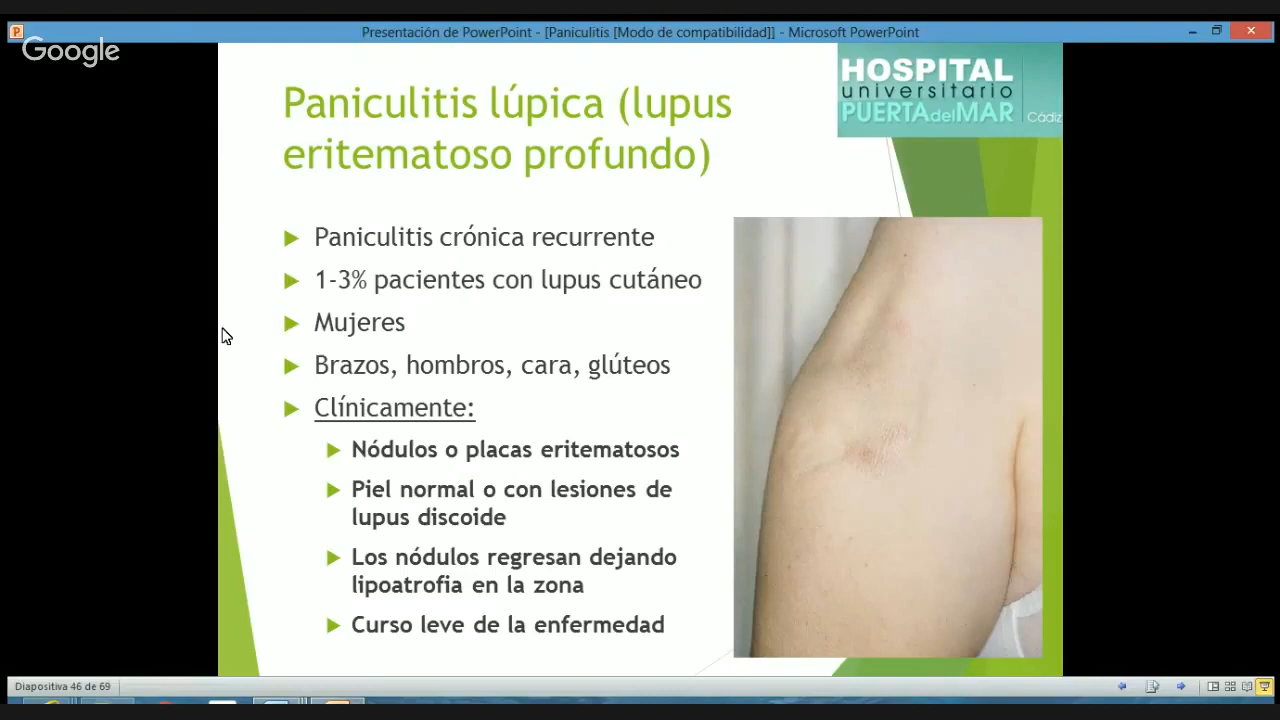 Presentación de PowerPoint - [Paniculitis [Modo de compatibilidad]] - Microsoft PowerPoint
Google
HOSPITAL
universitario
PUERTAdelMAR
Cádiz
Paniculitis lúpica (lupus
eritematoso profundo)
Paniculitis crónica recurrente
1-3% pacientes con lupus cutáneo
Mujeres
Brazos, hombros, cara, glúteos
Clínicamente:
Nódulos o placas eritematosos
Piel normal o con lesiones de
lupus discoide
Los nódulos regresan dejando
lipoatrofia en la zona
Curso leve de la enfermedad
Diapositiva 46 de 69